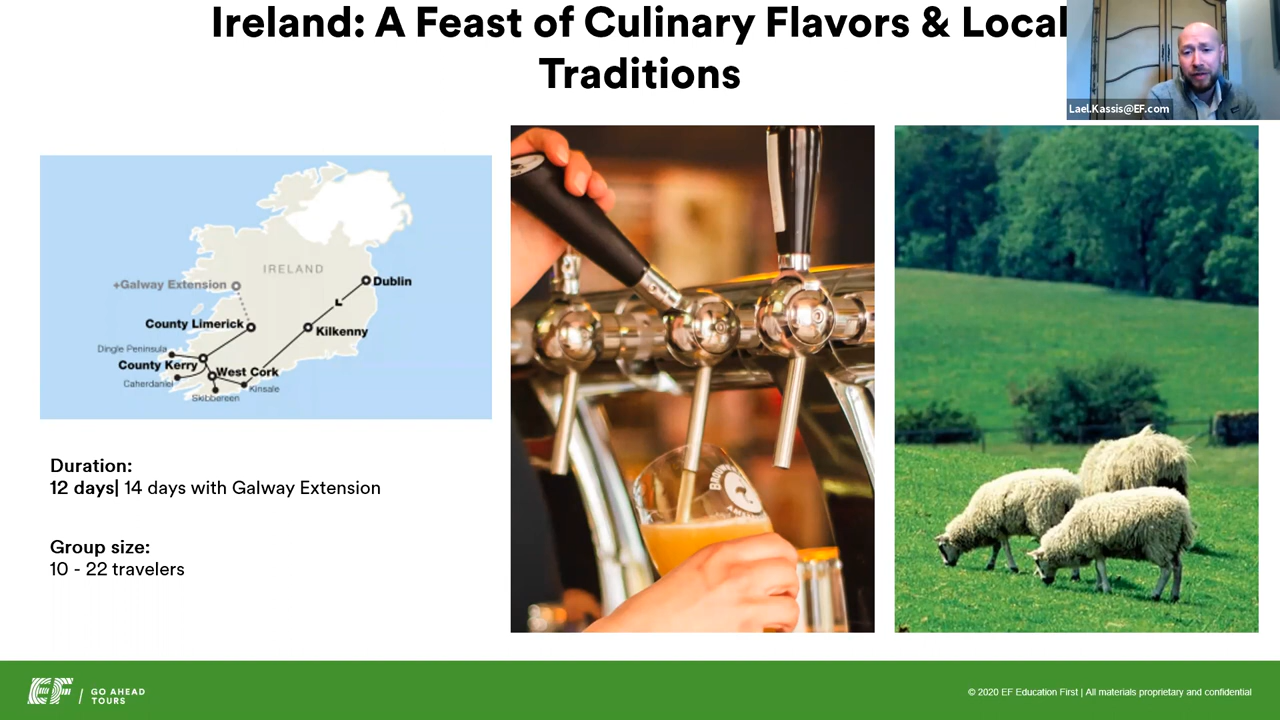 Ireland: A Feast of Culinary Flavors & Local
Traditions
Lael.Kassis@EF.com
IRELAND
+Galway Extension
Dublin
County Limerick
Kilkenny
Dingle Peninsula
County Kerry
West Cork
Caherdaniel
Kinsale
Skibbereen
Duration:
12 days| 14 days with Galway Extension
Group size:
10 - 22 travelers
EF / GO AHEAD
TOURS
© 2020 EF Education First | All materials proprietary and confidential